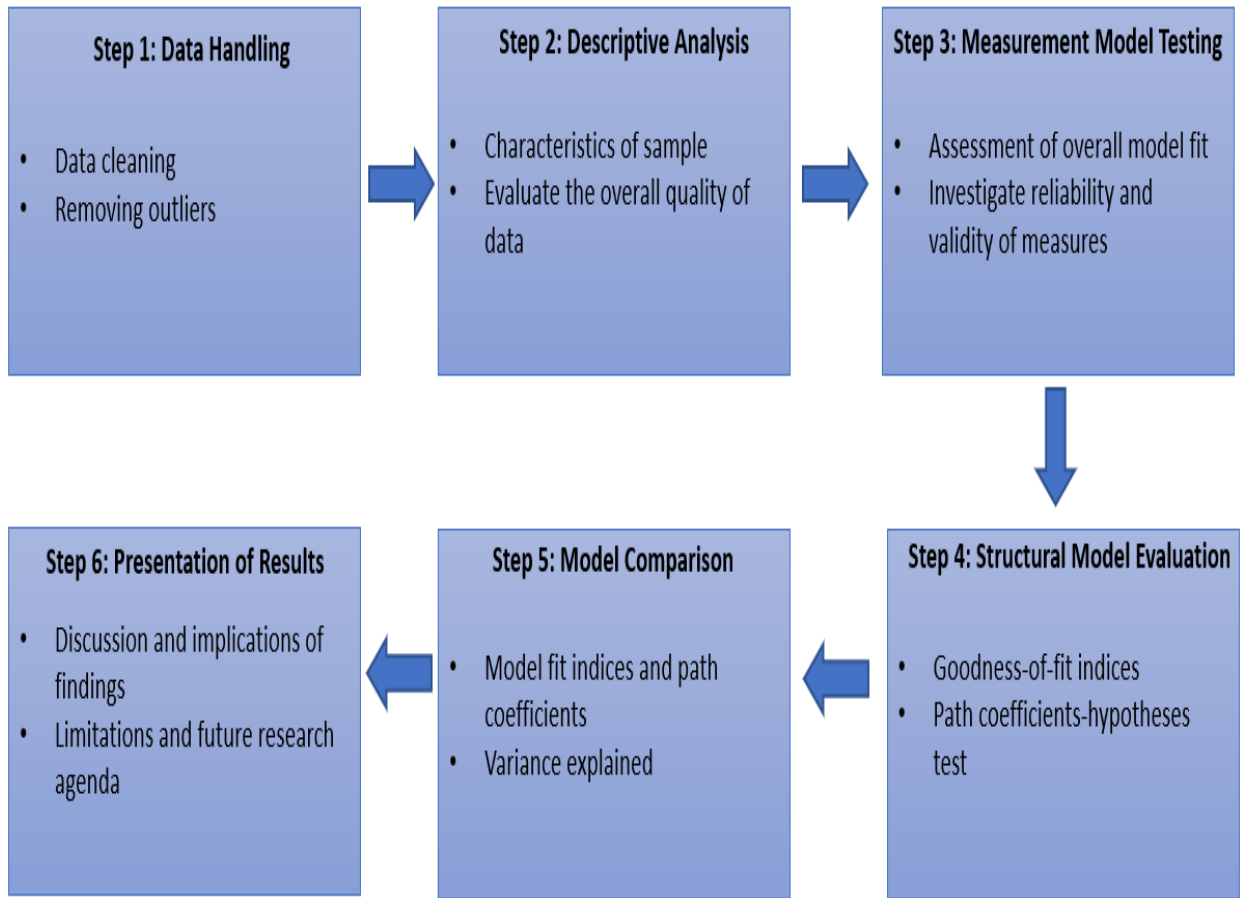 Step 1: Data Handling
• Data cleaning
• Removing outliers
Step 2: Descriptive Analysis
• Characteristics of sample
• Evaluate the overall quality of
data
Step 3: Measurement Model Testing
• Assessment of overall model fit
• Investigate reliability and
validity of measures
Step 4: Structural Model Evaluation
• Goodness-of-fit indices
• Path coefficients-hypotheses
test
Step 5: Model Comparison
• Model fit indices and path
coefficients
• Variance explained
Step 6: Presentation of Results
• Discussion and implications of
findings
• Limitations and future research
agenda